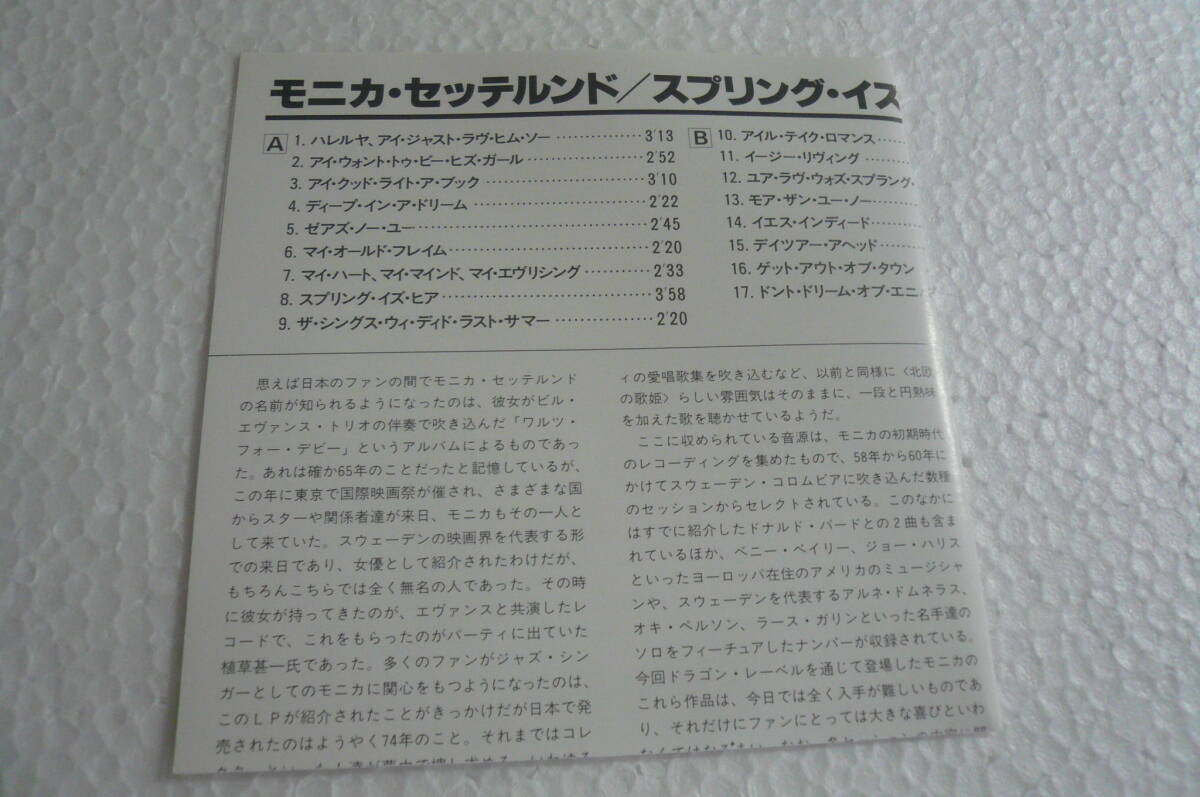 モニカ・セッテルンド／スプリング・イス
A 1. ハレルヤ、アイ・ジャスト・ラヴ・ヒム・ソー……………3'13
2. アイ・ウォント・トゥ・ビー・ヒズ・ガール…………………2'52
3. アイ・クッド・ライト・ア・ブック…………………………3'10
4. ディープ・イン・ア・ドリーム……………………………2'22
5. ゼアズ・ノー・ユー………………………………………2'45
6. マイ・オールド・フレイム…………………………………2'20
7. マイ・ハート、マイ・マインド、マイ・エヴリシング…………2'33
8. スプリング・イズ・ヒア……………………………………3'58
9. ザ・シングス・ウィ・ディド・ラスト・サマー………………2'20
B 10. アイル・テイク・ロマンス……
11. イージー・リヴィング………
12. ユア・ラヴ・ウォズ・スプラング・
13. モア・ザン・ユー・ノー……
14. イエス・インディード………
15. デイツアー・アヘッド………
16. ゲット・アウト・オブ・タウン
17. ドント・ドリーム・オブ・エニ
思えば日本のファンの間でモニカ・セッテルンド
の名前が知られるようになったのは、彼女がビル・
エヴァンス・トリオの伴奏で吹き込んだ「ワルツ・
フォー・デビー」というアルバムによるものであっ
た。あれは確か65年のことだったと記憶しているが、
この年に東京で国際映画祭が催され、さまざまな国
からスターや関係者達が来日、モニカもその一人と
して来ていた。スウェーデンの映画界を代表する形
での来日であり、女優として紹介されたわけだが、
もちろんこちらでは全く無名の人であった。その時
に彼女が持ってきたのが、エヴァンスと共演したレ
コードで、これをもらったのがパーティに出ていた
植草甚一氏であった。多くのファンがジャズ・シン
ガーとしてのモニカに関心をもつようになったのは、
このＬＰが紹介されたことがきっかけだが日本で発
売されたのはようやく74年のこと。それまではコレ
ィの愛唱歌集を吹き込むなど、以前と同様に〈北欧
の歌姫〉らしい雰囲気はそのままに、一段と円熟味
を加えた歌を聴かせているようだ。
ここに収められている音源は、モニカの初期時代
のレコーディングを集めたもので、58年から60年に
かけてスウェーデン・コロムビアに吹き込んだ数種
のセッションからセレクトされている。このなかに
はすでに紹介したドナルド・バードとの２曲も含ま
れているほか、ベニー・ベイリー、ジョー・ハリス
といったヨーロッパ在住のアメリカのミュージシャ
ンや、スウェーデンを代表するアルネ・ドムネラス、
オキ・ペルソン、ラース・ガリンといった名手達の
ソロをフィーチュアしたナンバーが収録されている。
今回ドラゴン・レーベルを通じて登場したモニカの
これら作品は、今日では全く入手が難しいものであ
り、それだけにファンにとっては大きな喜びといわ